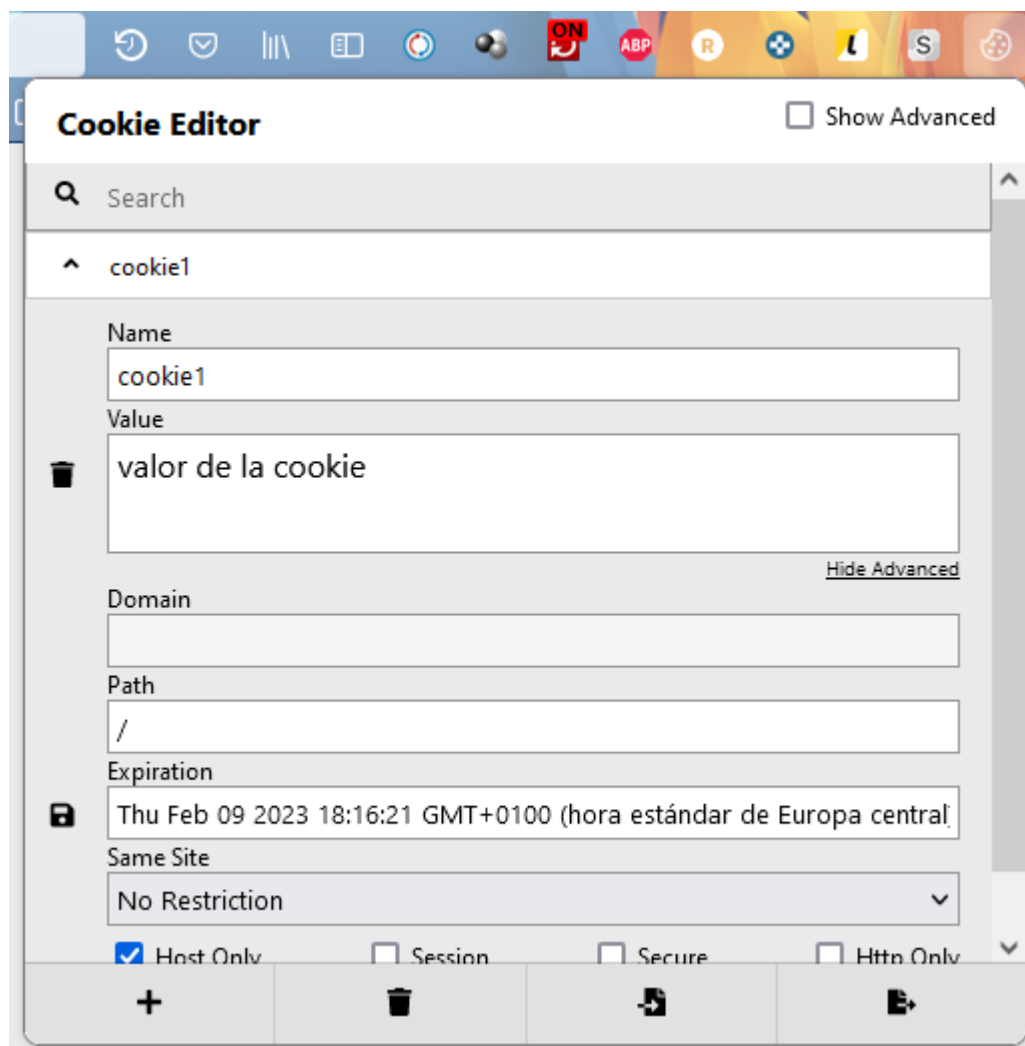 ON
ABP
R
L
S
Cookie Editor
Show Advanced
Search
cookie1
Name
cookie1
Value
valor de la cookie
Hide Advanced
Domain
Path
/
Expiration
Thu Feb 09 2023 18:16:21 GMT+0100 (hora estándar de Europa central)
Same Site
No Restriction
Host Only Session Secure Http Only